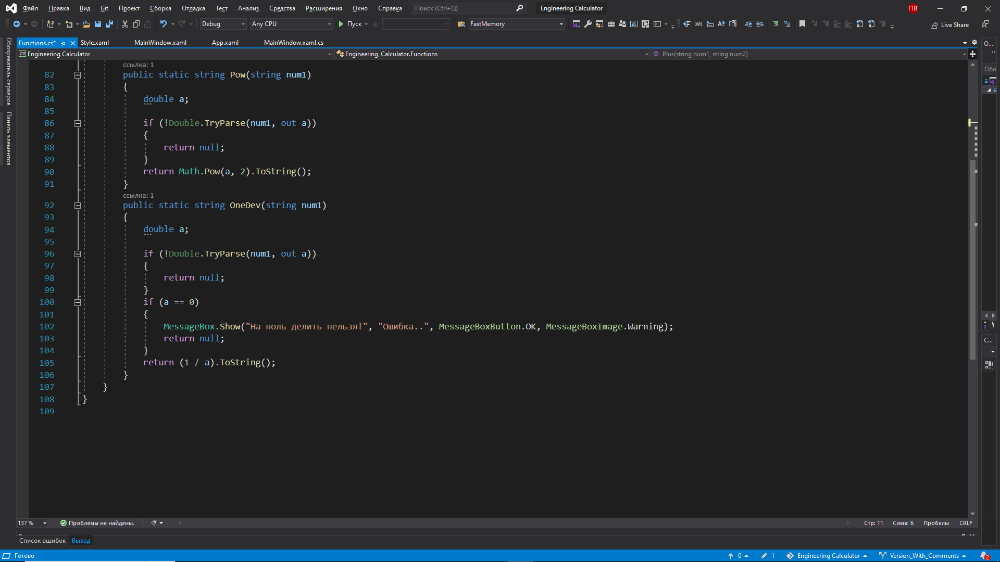 Файл Правка Вид Git Проект Сборка Отладка Тест Анализ Средства Расширения Окно Справка Поиск (Ctrl+Q) Engineering Calculator ПВ
Debug Any CPU Пуск FastMemory Live Share
Functions.cs* Style.xaml MainWindow.xaml App.xaml MainWindow.xaml.cs
Engineering Calculator Engineering_Calculator.Functions Plus(string num1, string num2)
Обозреватель серверов
Панель элементов
ссылка: 1
82 public static string Pow(string num1)
83 {
84 double a;
85
86 if (!Double.TryParse(num1, out a))
87 {
88 return null;
89 }
90 return Math.Pow(a, 2).ToString();
91 }
ссылка: 1
92 public static string OneDev(string num1)
93 {
94 double a;
95
96 if (!Double.TryParse(num1, out a))
97 {
98 return null;
99 }
100 if (a == 0)
101 {
102 MessageBox.Show("На ноль делить нельзя!", "Ошибка..", MessageBoxButton.OK, MessageBoxImage.Warning);
103 return null;
104 }
105 return (1 / a).ToString();
106 }
107 }
108 }
109
О...
Обо
С...
137 % Проблемы не найдены. Стр: 11 Симв: 6 Пробелы CRLF
Список ошибок Вывод
Готово 0 1 Engineering Calculator Version_With_Comments 2